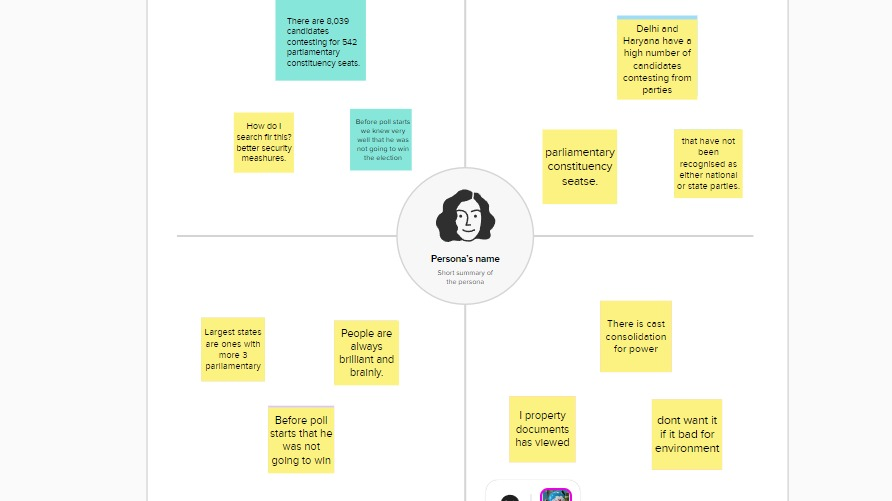 There are 8,039
candidates
contesting for 542
parliamentary
constituency seats.
How do I
search fir this?
better security
meashures.
Before poll starts
we knew very
well that he was
not going to win
the election
Delhi and
Haryana have a
high number of
candidates
contesting from
parties
parliamentary
constituency
seatse.
that have not
been
recognised as
either national
or state parties.
Persona's name
Short summary of
the persona
Largest states
are ones with
more 3
parliamentary
People are
always
brilliant and
brainly.
Before poll
starts that he
was not
going to win
There is cast
consolidation
for power
I property
documents
has viewed
dont want it
if it bad for
environment